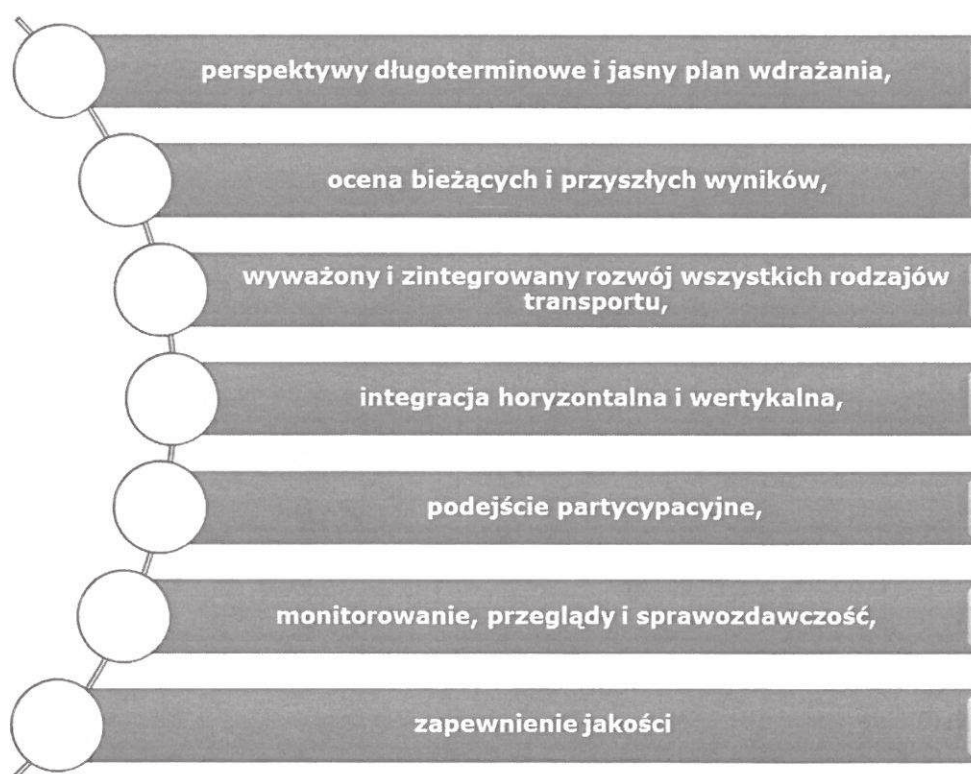 perspektywy długoterminowe i jasny plan wdrażania,
ocena bieżących i przyszłych wyników,
wyważony i zintegrowany rozwój wszystkich rodzajów
transportu,
integracja horyzontalna i wertykalna,
podejście partycypacyjne,
monitorowanie, przeglądy i sprawozdawczość,
zapewnienie jakości